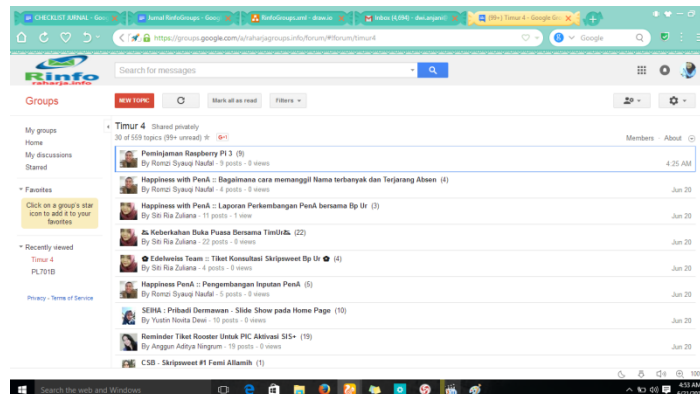 CHECKLIST JURNAL - Goo
Jurnal RinfoGroups - Goog
RinfoGroups.xml - draw.io
Inbox (4,694) - dwi.anjani@
(99+) Timur 4 - Google Gro
https://groups.google.com/a/raharjagroups.info/forum/#!forum/timur4
Google
Rinfo
raharja.info
Search for messages
Groups
NEW TOPIC
Mark all as read
Filters
My groups
Home
My discussions
Starred
Favorites
Click on a group's star
icon to add it to your
favorites
Recently viewed
Timur 4
PL701B
Privacy - Terms of Service
Timur 4 Shared privately
30 of 559 topics (99+ unread) G+1
Members · About
Peminjaman Raspberry Pi 3 (9)
By Romzi Syauqi Naufal - 9 posts - 0 views
4:25 AM
Happiness with PenA :: Bagaimana cara memanggil Nama terbanyak dan Terjarang Absen (4)
By Romzi Syauqi Naufal - 4 posts - 0 views
Jun 20
Happiness with PenA :: Laporan Perkembangan PenA bersama Bp Ur (3)
By Siti Ria Zuliana - 11 posts - 1 view
Jun 20
Keberkahan Buka Puasa Bersama TimUr (22)
By Siti Ria Zuliana - 22 posts - 0 views
Jun 20
✿ Edelweiss Team :: Tiket Konsultasi Skripsweet Bp Ur ✿ (4)
By Siti Ria Zuliana - 4 posts - 0 views
Jun 20
Happiness PenA :: Pengembangan Inputan PenA (5)
By Romzi Syauqi Naufal - 5 posts - 0 views
Jun 20
SEIHA : Pribadi Dermawan - Slide Show pada Home Page (10)
By Yustin Novita Dewi - 10 posts - 0 views
Jun 20
Reminder Tiket Rooster Untuk PIC Aktivasi SIS+ (19)
By Anggun Aditya Ningrum - 19 posts - 0 views
Jun 20
CSB - Skripsweet #1 Femi Allamih (1)
100
Search the web and Windows
4:53 AM